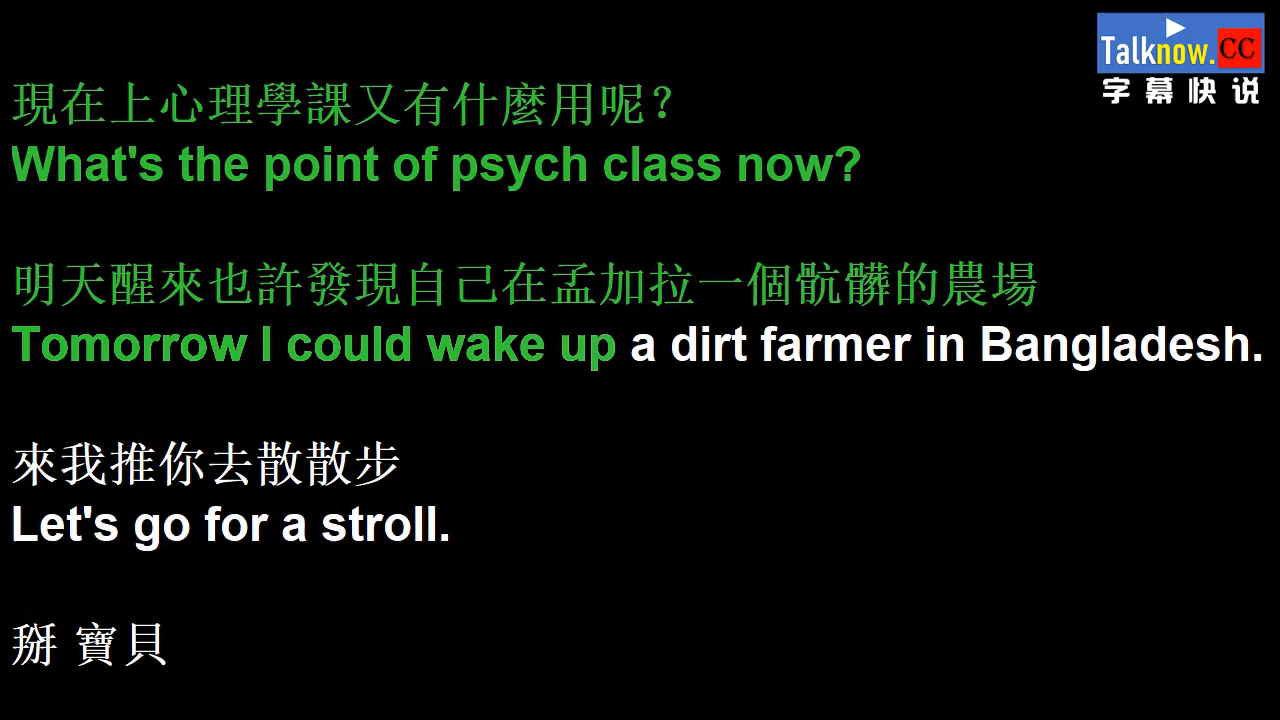 Talknow.CC
字幕快说
現在上心理學課又有什麼用呢？
What's the point of psych class now?
明天醒來也許發現自己在孟加拉一個骯髒的農場
Tomorrow I could wake up a dirt farmer in Bangladesh.
來我推你去散散步
Let's go for a stroll.
掰 寶貝